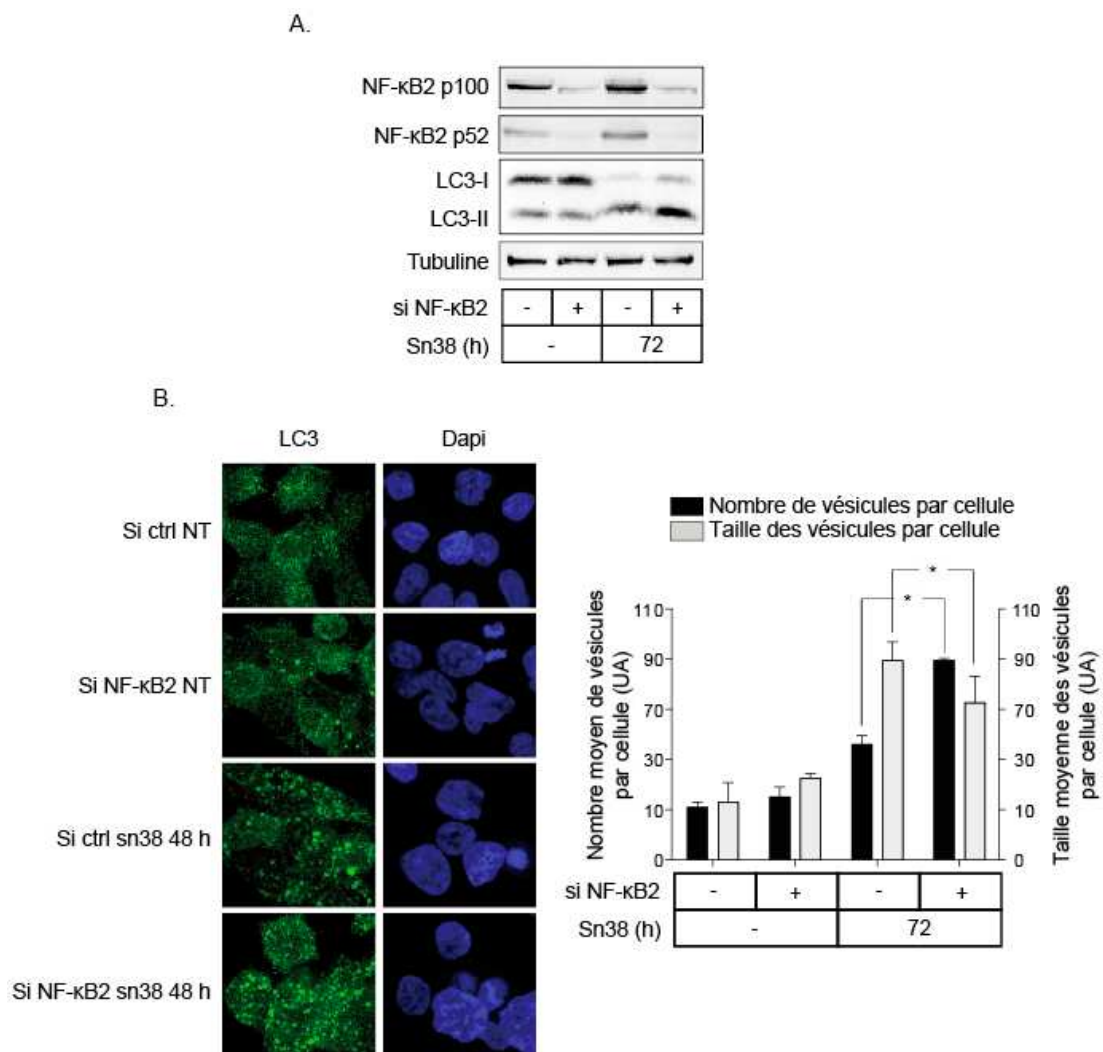 A.
NF-κB2 p100
NF-κB2 p52
LC3-I
LC3-II
Tubuline
si NF-κB2 - + - +
Sn38 (h) - 72
B.
LC3 Dapi
Si ctrl NT
Si NF-κB2 NT
Si ctrl sn38 48 h
Si NF-κB2 sn38 48 h
Nombre de vésicules par cellule
Taille des vésicules par cellule
* *
Nombre moyen de vésicules
par cellule (UA)
110 110
90 90
70 70
30 30
10 10
0 0
Taille moyenne des vésicules
par cellule (UA)
si NF-κB2 - + - +
Sn38 (h) - 72